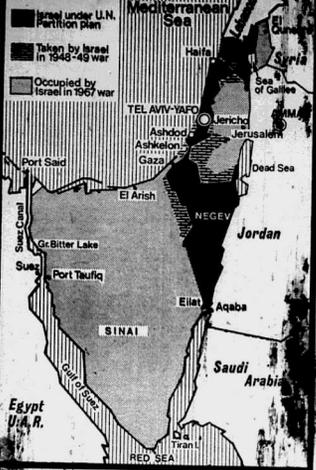 Israel under U.N.
Partition plan
Taken by Israel
in 1948-49 war
Occupied by
Israel in 1967 war
Mediterranean
Sea
Lebanon
Haifa
El
Syria
Sea
of Galilee
TEL AVIV-YAFO
Jericho
Ashdod
Jerusalem
Ashkelon
Gaza
Dead Sea
Port Said
El Arish
NEGEV
Suez Canal
Jordan
Gr. Bitter Lake
Suez
Port Taufiq
Eilat
Aqaba
SINAI
Gulf of Suez
Saudi
Arabia
Egypt
U.A.R.
Tiran I.
RED SEA